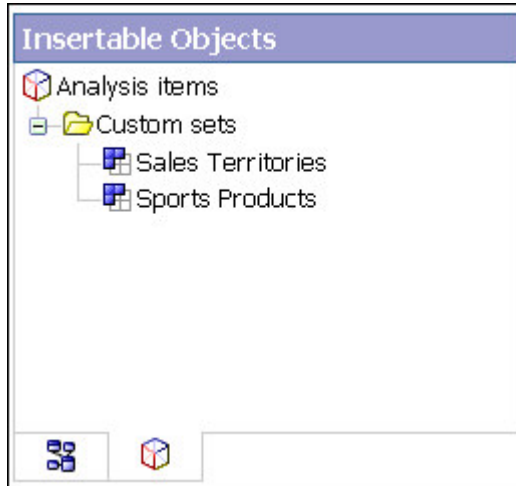 Insertable Objects
Analysis items
Custom sets
Sales Territories
Sports Products